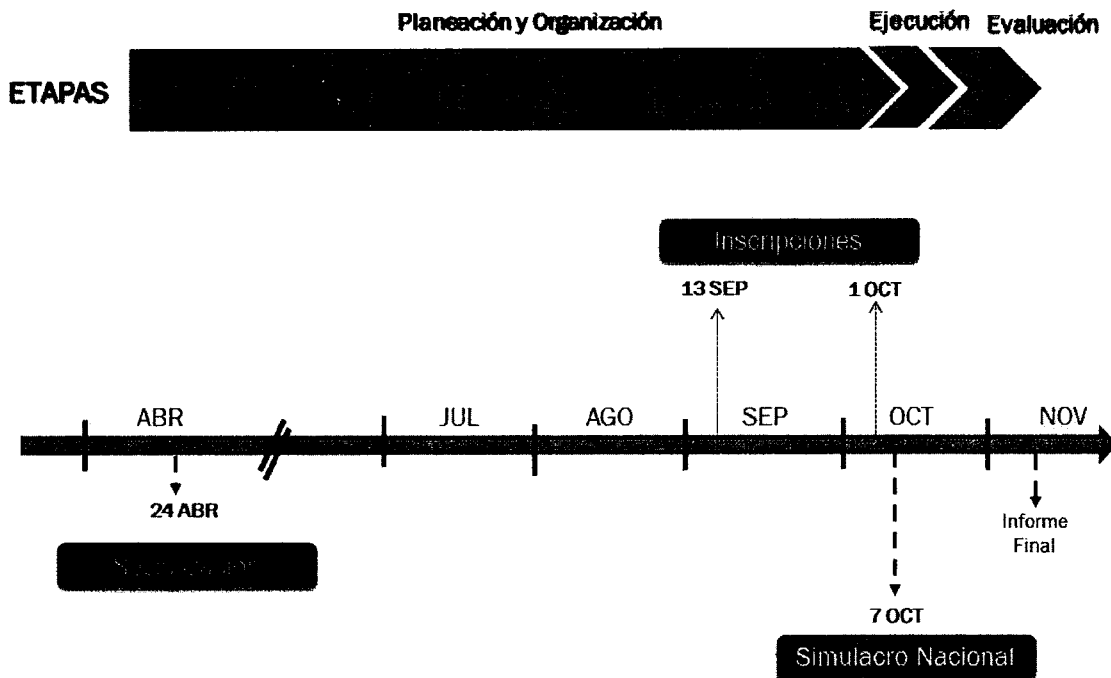 Planeación y Organización
Ejecución
Evaluación
ETAPAS
Inscripciones
13 SEP
1 OCT
ABR
JUL
AGO
SEP
OCT
NOV
24 ABR
Informe
Final
7 OCT
Simulacro Nacional